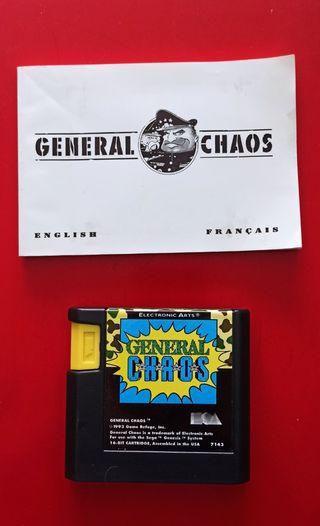 GENERAL CHAOS
ENGLISH FRANÇAIS
ELECTRONIC ARTS®
GENERAL
CHAOS
GENERAL CHAOS™
©1993 Game Refuge, Inc.
General Chaos is a trademark of Electronic Arts
For use with the Sega™ Genesis™ System
16-BIT CARTRIDGE, Assembled in the USA 7143